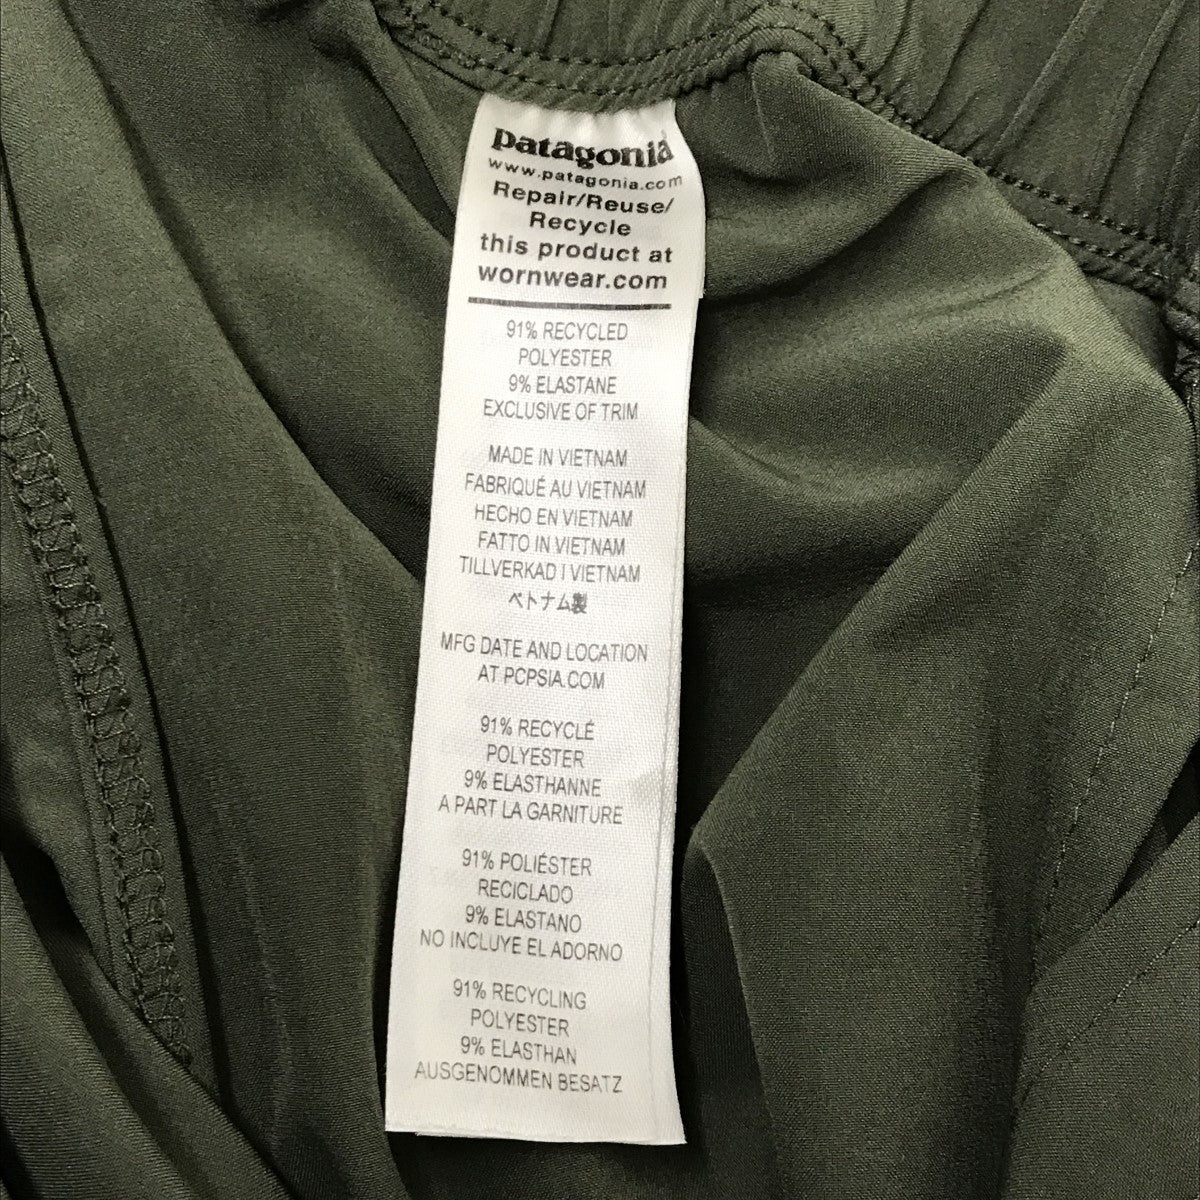 patagonia
www.patagonia.com
Repair/Reuse/
Recycle
this product at
wornwear.com
91% RECYCLED
POLYESTER
9% ELASTANE
EXCLUSIVE OF TRIM
MADE IN VIETNAM
FABRIQUÉ AU VIETNAM
HECHO EN VIETNAM
FATTO IN VIETNAM
TILLVERKAD I VIETNAM
ベトナム製
MFG DATE AND LOCATION
AT PCPSIA.COM
91% RECYCLÉ
POLYESTER
9% ELASTHANNE
A PART LA GARNITURE
91% POLIÉSTER
RECICLADO
9% ELASTANO
NO INCLUYE EL ADORNO
91% RECYCLING
POLYESTER
9% ELASTHAN
AUSGENOMMEN BESATZ